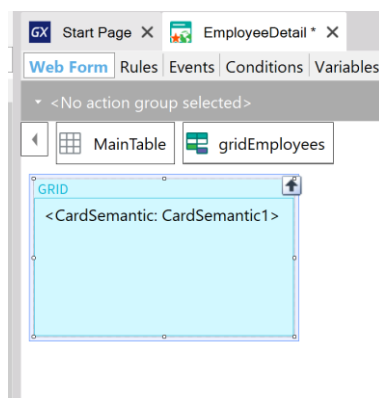 GX Start Page X EmployeeDetail * X
Web Form Rules Events Conditions Variables
<No action group selected>
MainTable gridEmployees
GRID
<CardSemantic: CardSemantic1>